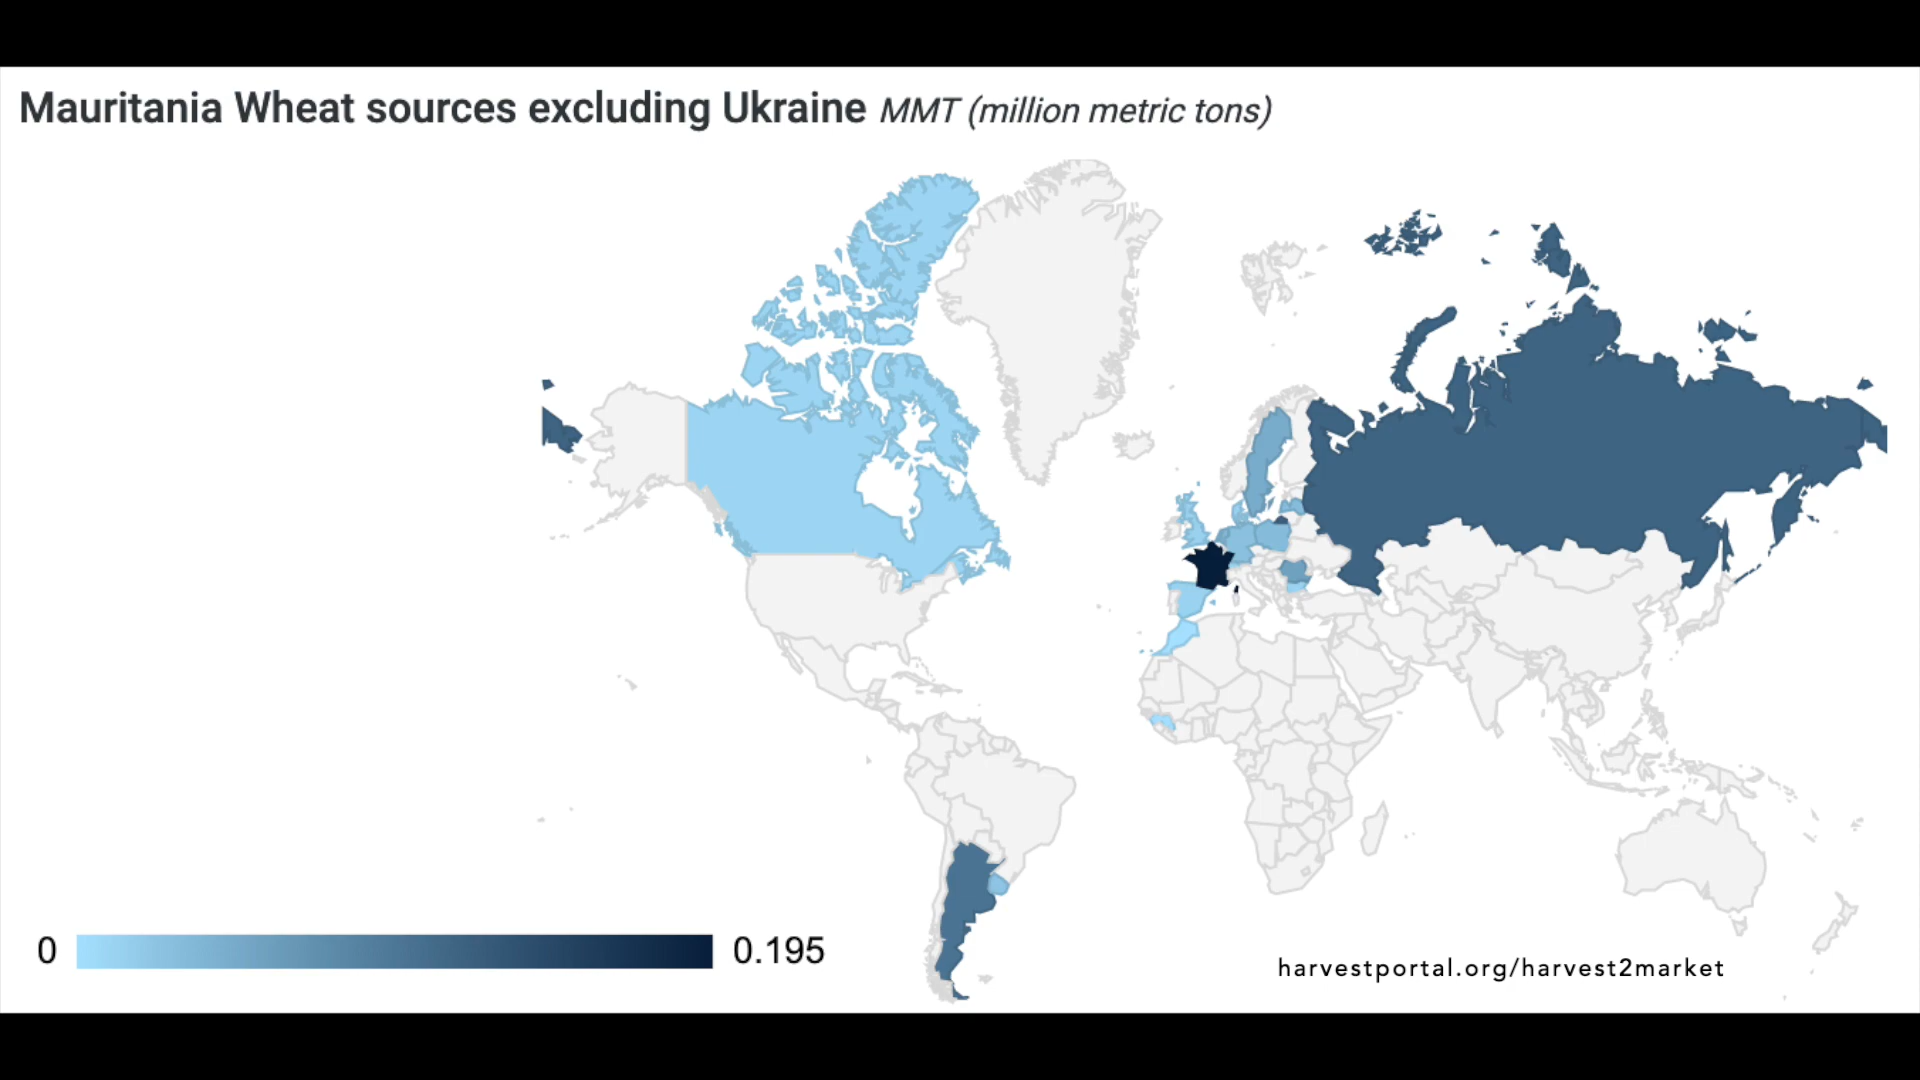 Mauritania Wheat sources excluding Ukraine MMT (million metric tons)
0 0.195
harvestportal.org/harvest2market